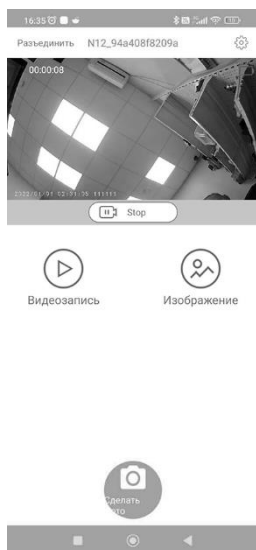 16:35
Разъединить N12_94a408f8209a
00:00:08
Stop
Видеозапись Изображение
Сделать